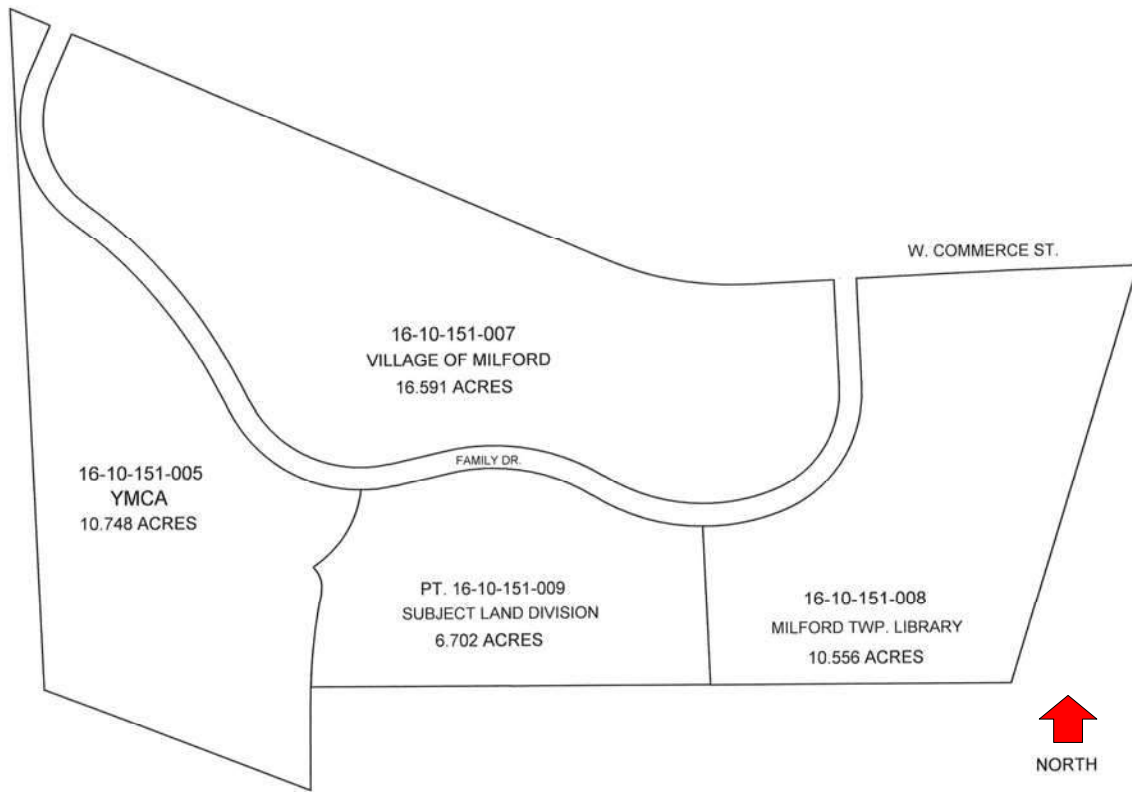 W. COMMERCE ST.
16-10-151-007
VILLAGE OF MILFORD
16.591 ACRES
FAMILY DR.
16-10-151-005
YMCA
10.748 ACRES
PT. 16-10-151-009
SUBJECT LAND DIVISION
6.702 ACRES
16-10-151-008
MILFORD TWP. LIBRARY
10.556 ACRES
NORTH